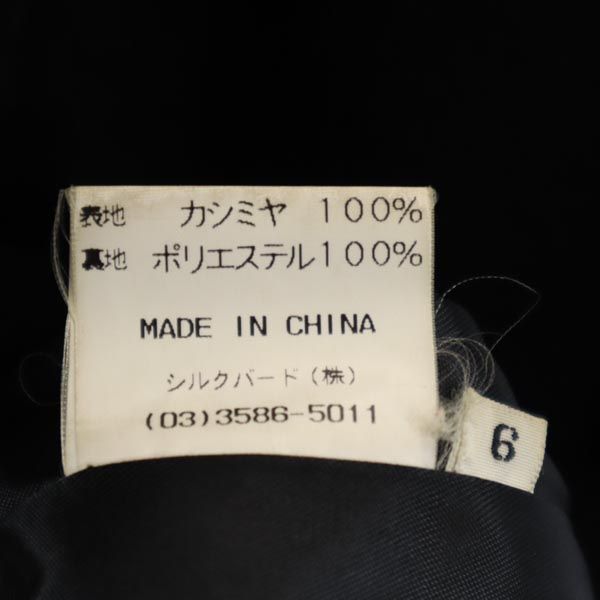 表地 カシミヤ 100%
裏地 ポリエステル100%
MADE IN CHINA
シルクバード(株)
(03)3586-5011
6